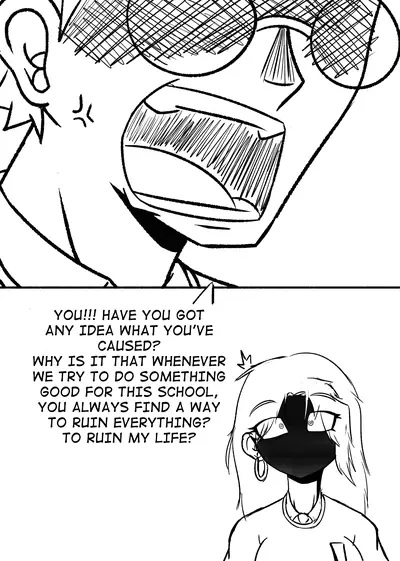 YOU!!! HAVE YOU GOT
ANY IDEA WHAT YOU'VE
CAUSED?
WHY IS IT THAT WHENEVER
WE TRY TO DO SOMETHING
GOOD FOR THIS SCHOOL,
YOU ALWAYS FIND A WAY
TO RUIN EVERYTHING?
TO RUIN MY LIFE?